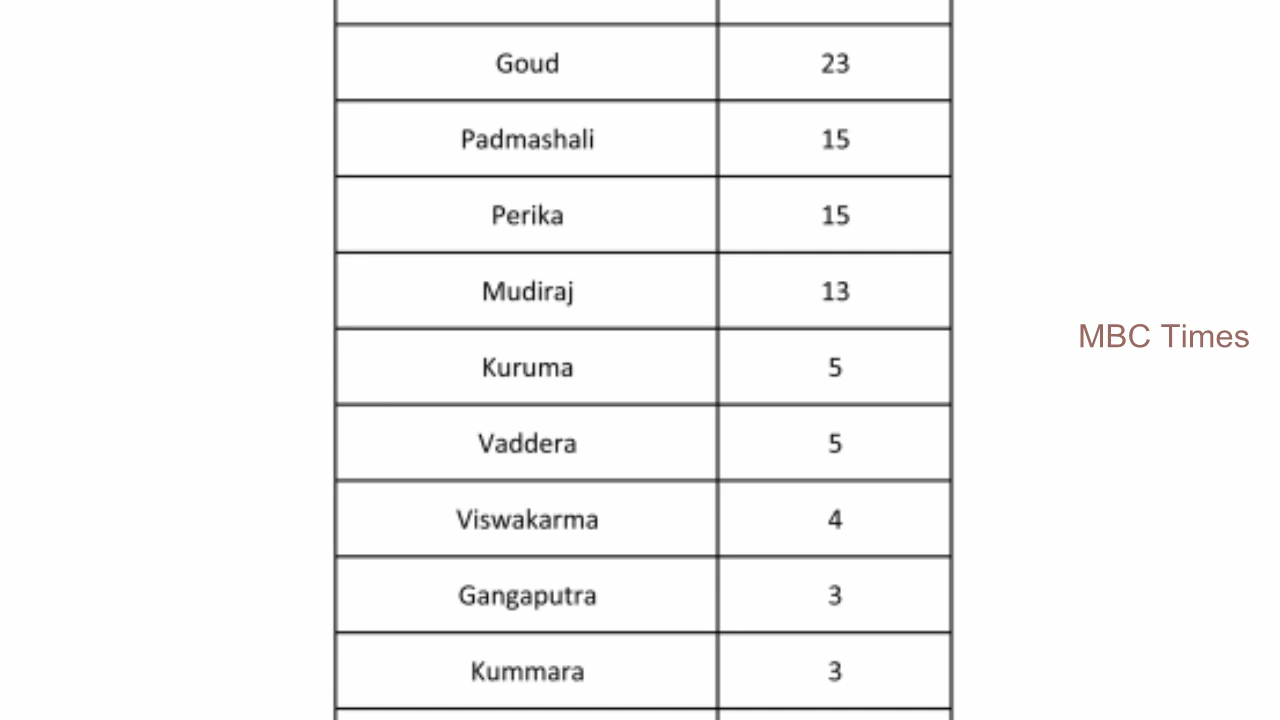 Goud 23
Padmashali 15
Perika 15
Mudiraj 13
Kuruma 5
Vaddera 5
Viswakarma 4
Gangaputra 3
Kummara 3
MBC Times